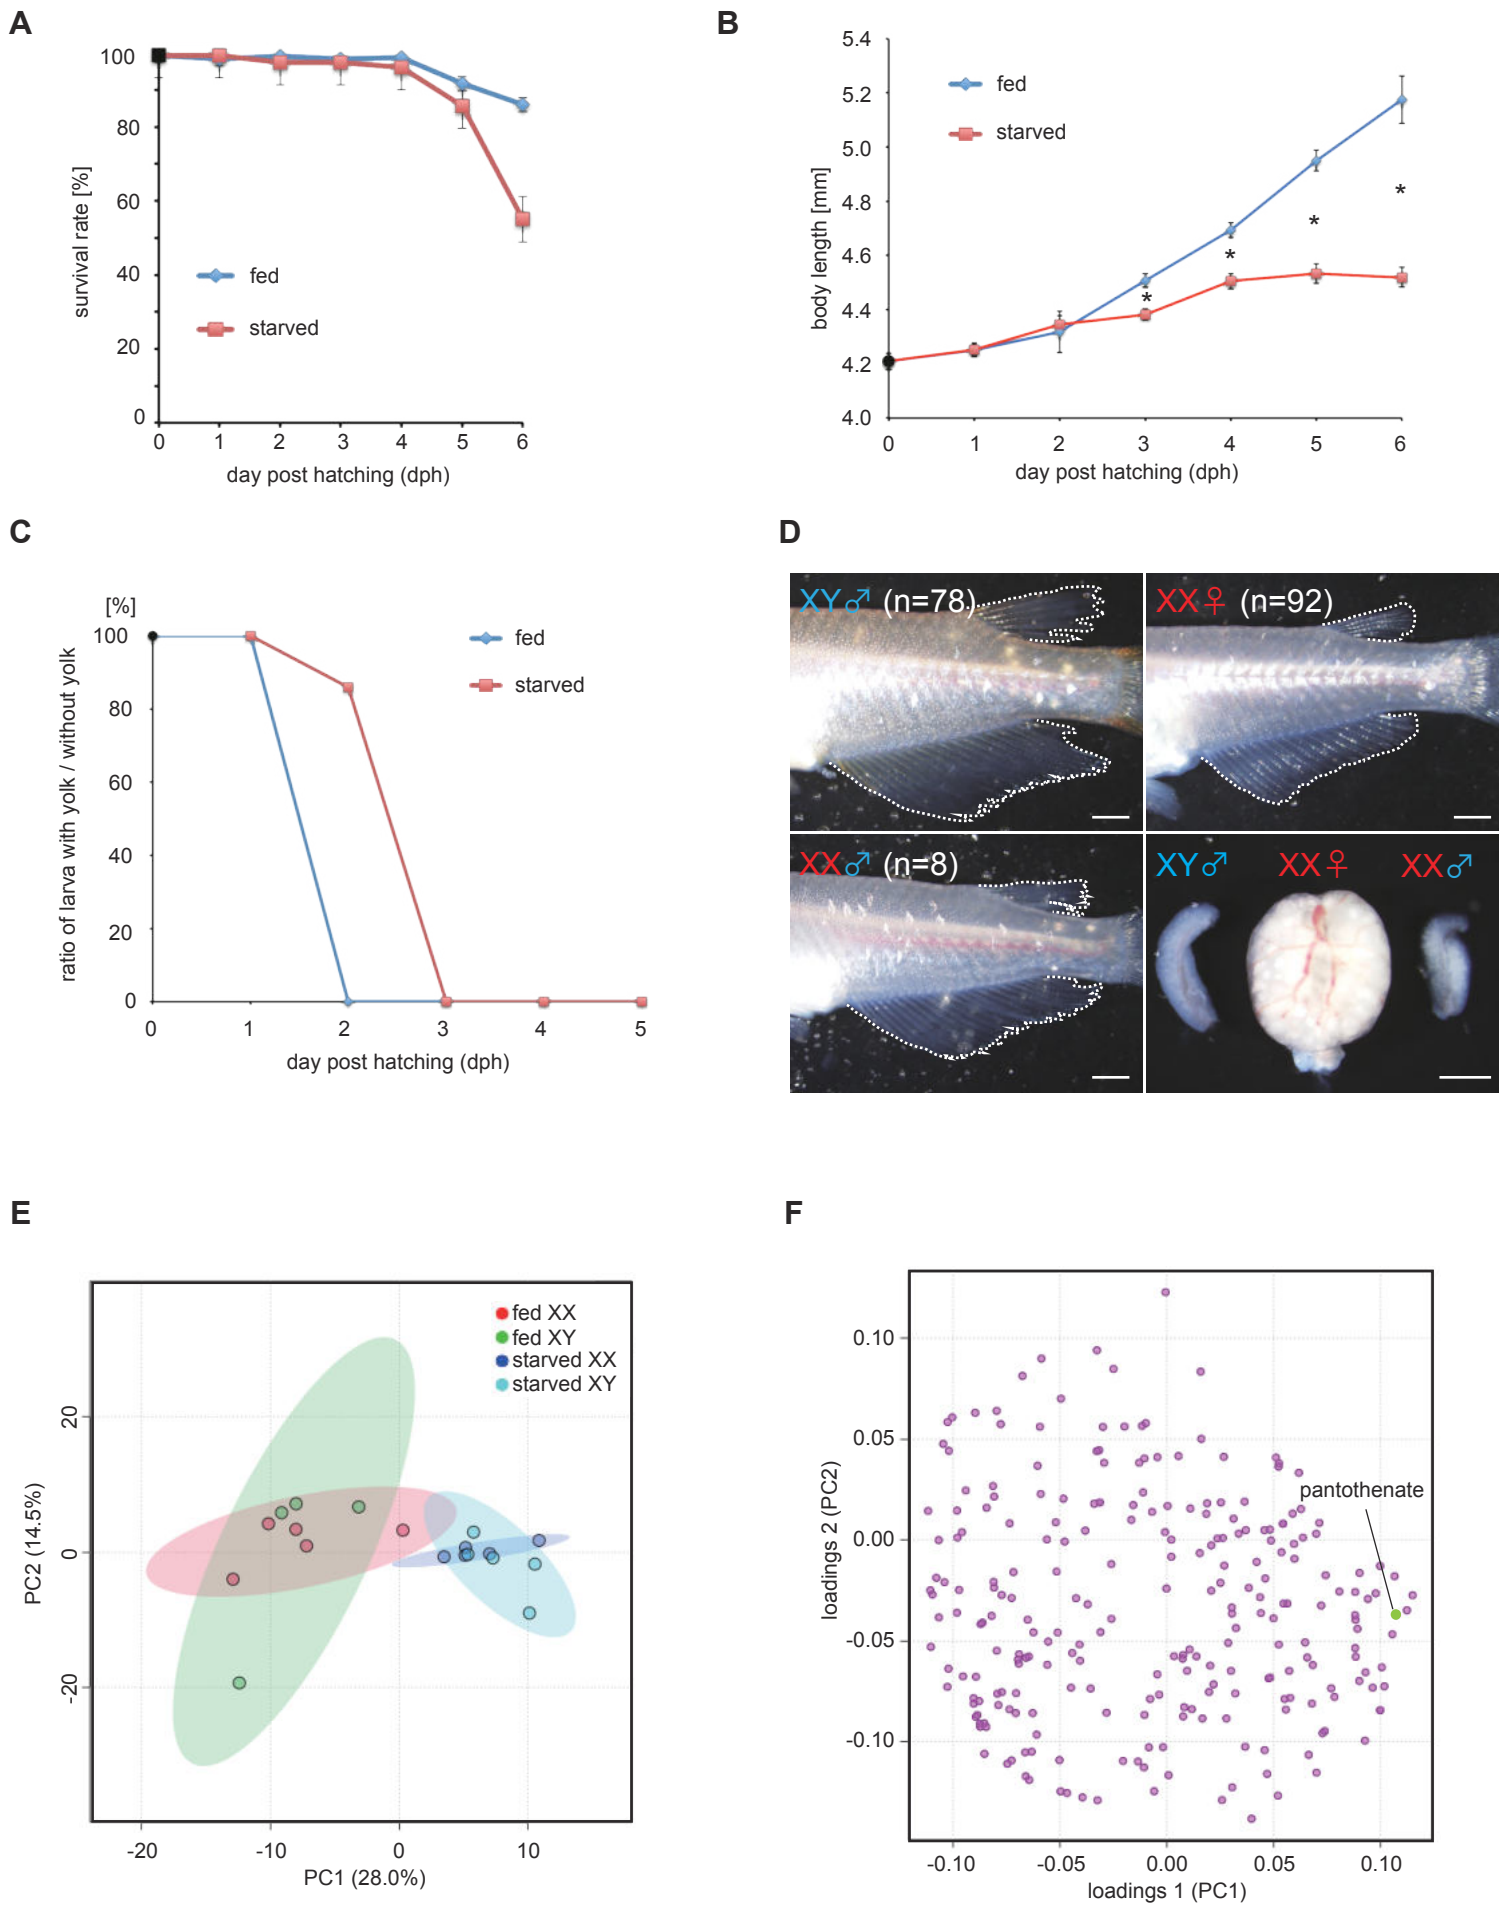 A
100
80
60
40
20
0
survival rate [%]
fed
starved
0 1 2 3 4 5 6
day post hatching (dph)
B
5.4
5.2
5.0
4.8
4.6
4.4
4.2
4.0
body length [mm]
fed
starved
*
*
*
*
0 1 2 3 4 5 6
day post hatching (dph)
C
[%]
100
80
60
40
20
0
ratio of larva with yolk / without yolk
fed
starved
0 1 2 3 4 5
day post hatching (dph)
D
XY♂ (n=78)
XX♀ (n=92)
XX♂ (n=8)
XY♂ XX♀ XX♂
E
fed XX
fed XY
starved XX
starved XY
20
0
-20
PC2 (14.5%)
-20 -10 0 10
PC1 (28.0%)
F
0.10
0.05
0.00
-0.05
-0.10
loadings 2 (PC2)
pantothenate
-0.10 -0.05 0.00 0.05 0.10
loadings 1 (PC1)